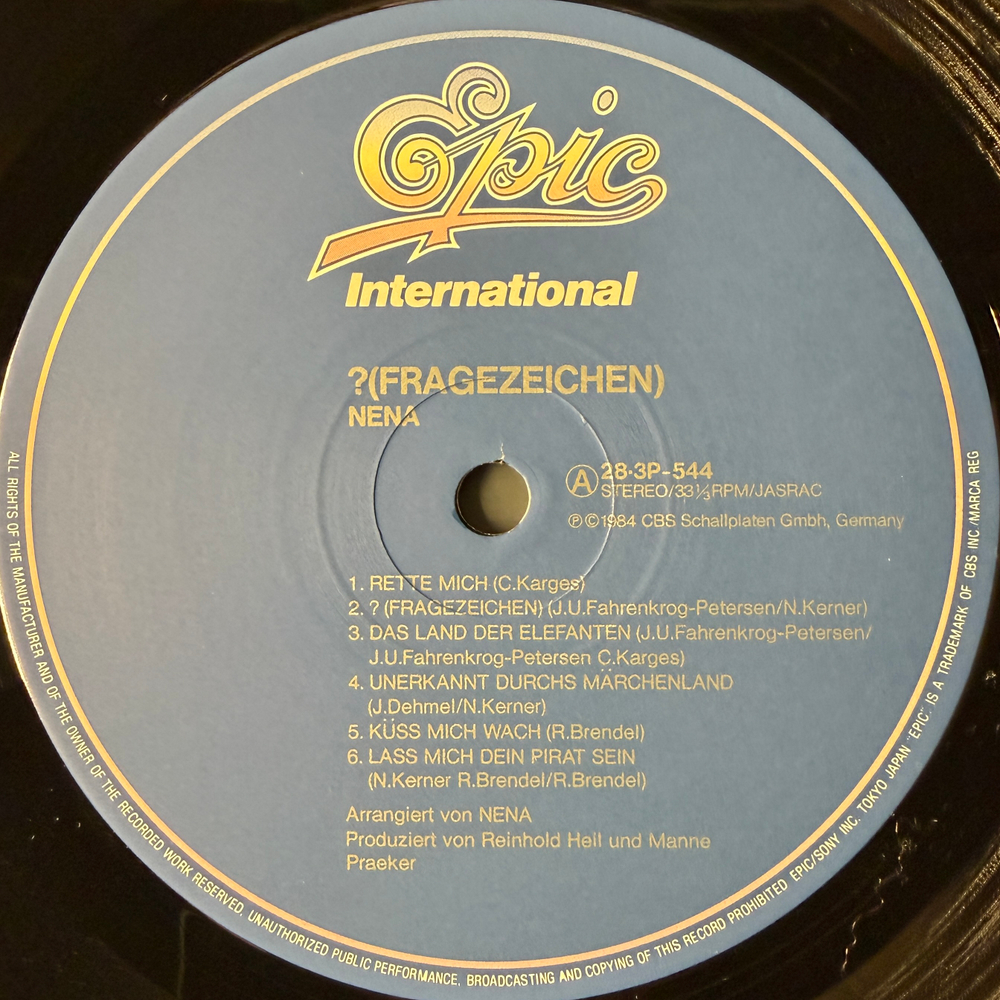 Epic
International
?(FRAGEZEICHEN)
NENA
Ⓐ 28·3P-544
STEREO/33⅓RPM/JASRAC
ⓅⒸ1984 CBS Schallplaten Gmbh, Germany
1. RETTE MICH (C.Karges)
2. ? (FRAGEZEICHEN) (J.U.Fahrenkrog-Petersen/N.Kerner)
3. DAS LAND DER ELEFANTEN (J.U.Fahrenkrog-Petersen/
J.U.Fahrenkrog-Petersen C.Karges)
4. UNERKANNT DURCHS MÄRCHENLAND
(J.Dehmel/N.Kerner)
5. KÜSS MICH WACH (R.Brendel)
6. LASS MICH DEIN PIRAT SEIN
(N.Kerner R.Brendel/R.Brendel)
Arrangiert von NENA
Produziert von Reinhold Heil und Manne
Praeker
ALL RIGHTS OF THE MANUFACTURER AND OF THE OWNER OF THE RECORDED WORK RESERVED. UNAUTHORIZED PUBLIC PERFORMANCE, BROADCASTING AND COPYING OF THIS RECORD PROHIBITED EPIC/SONY INC. TOKYO JAPAN "EPIC" IS A TRADEMARK OF CBS INC /MARCA REG